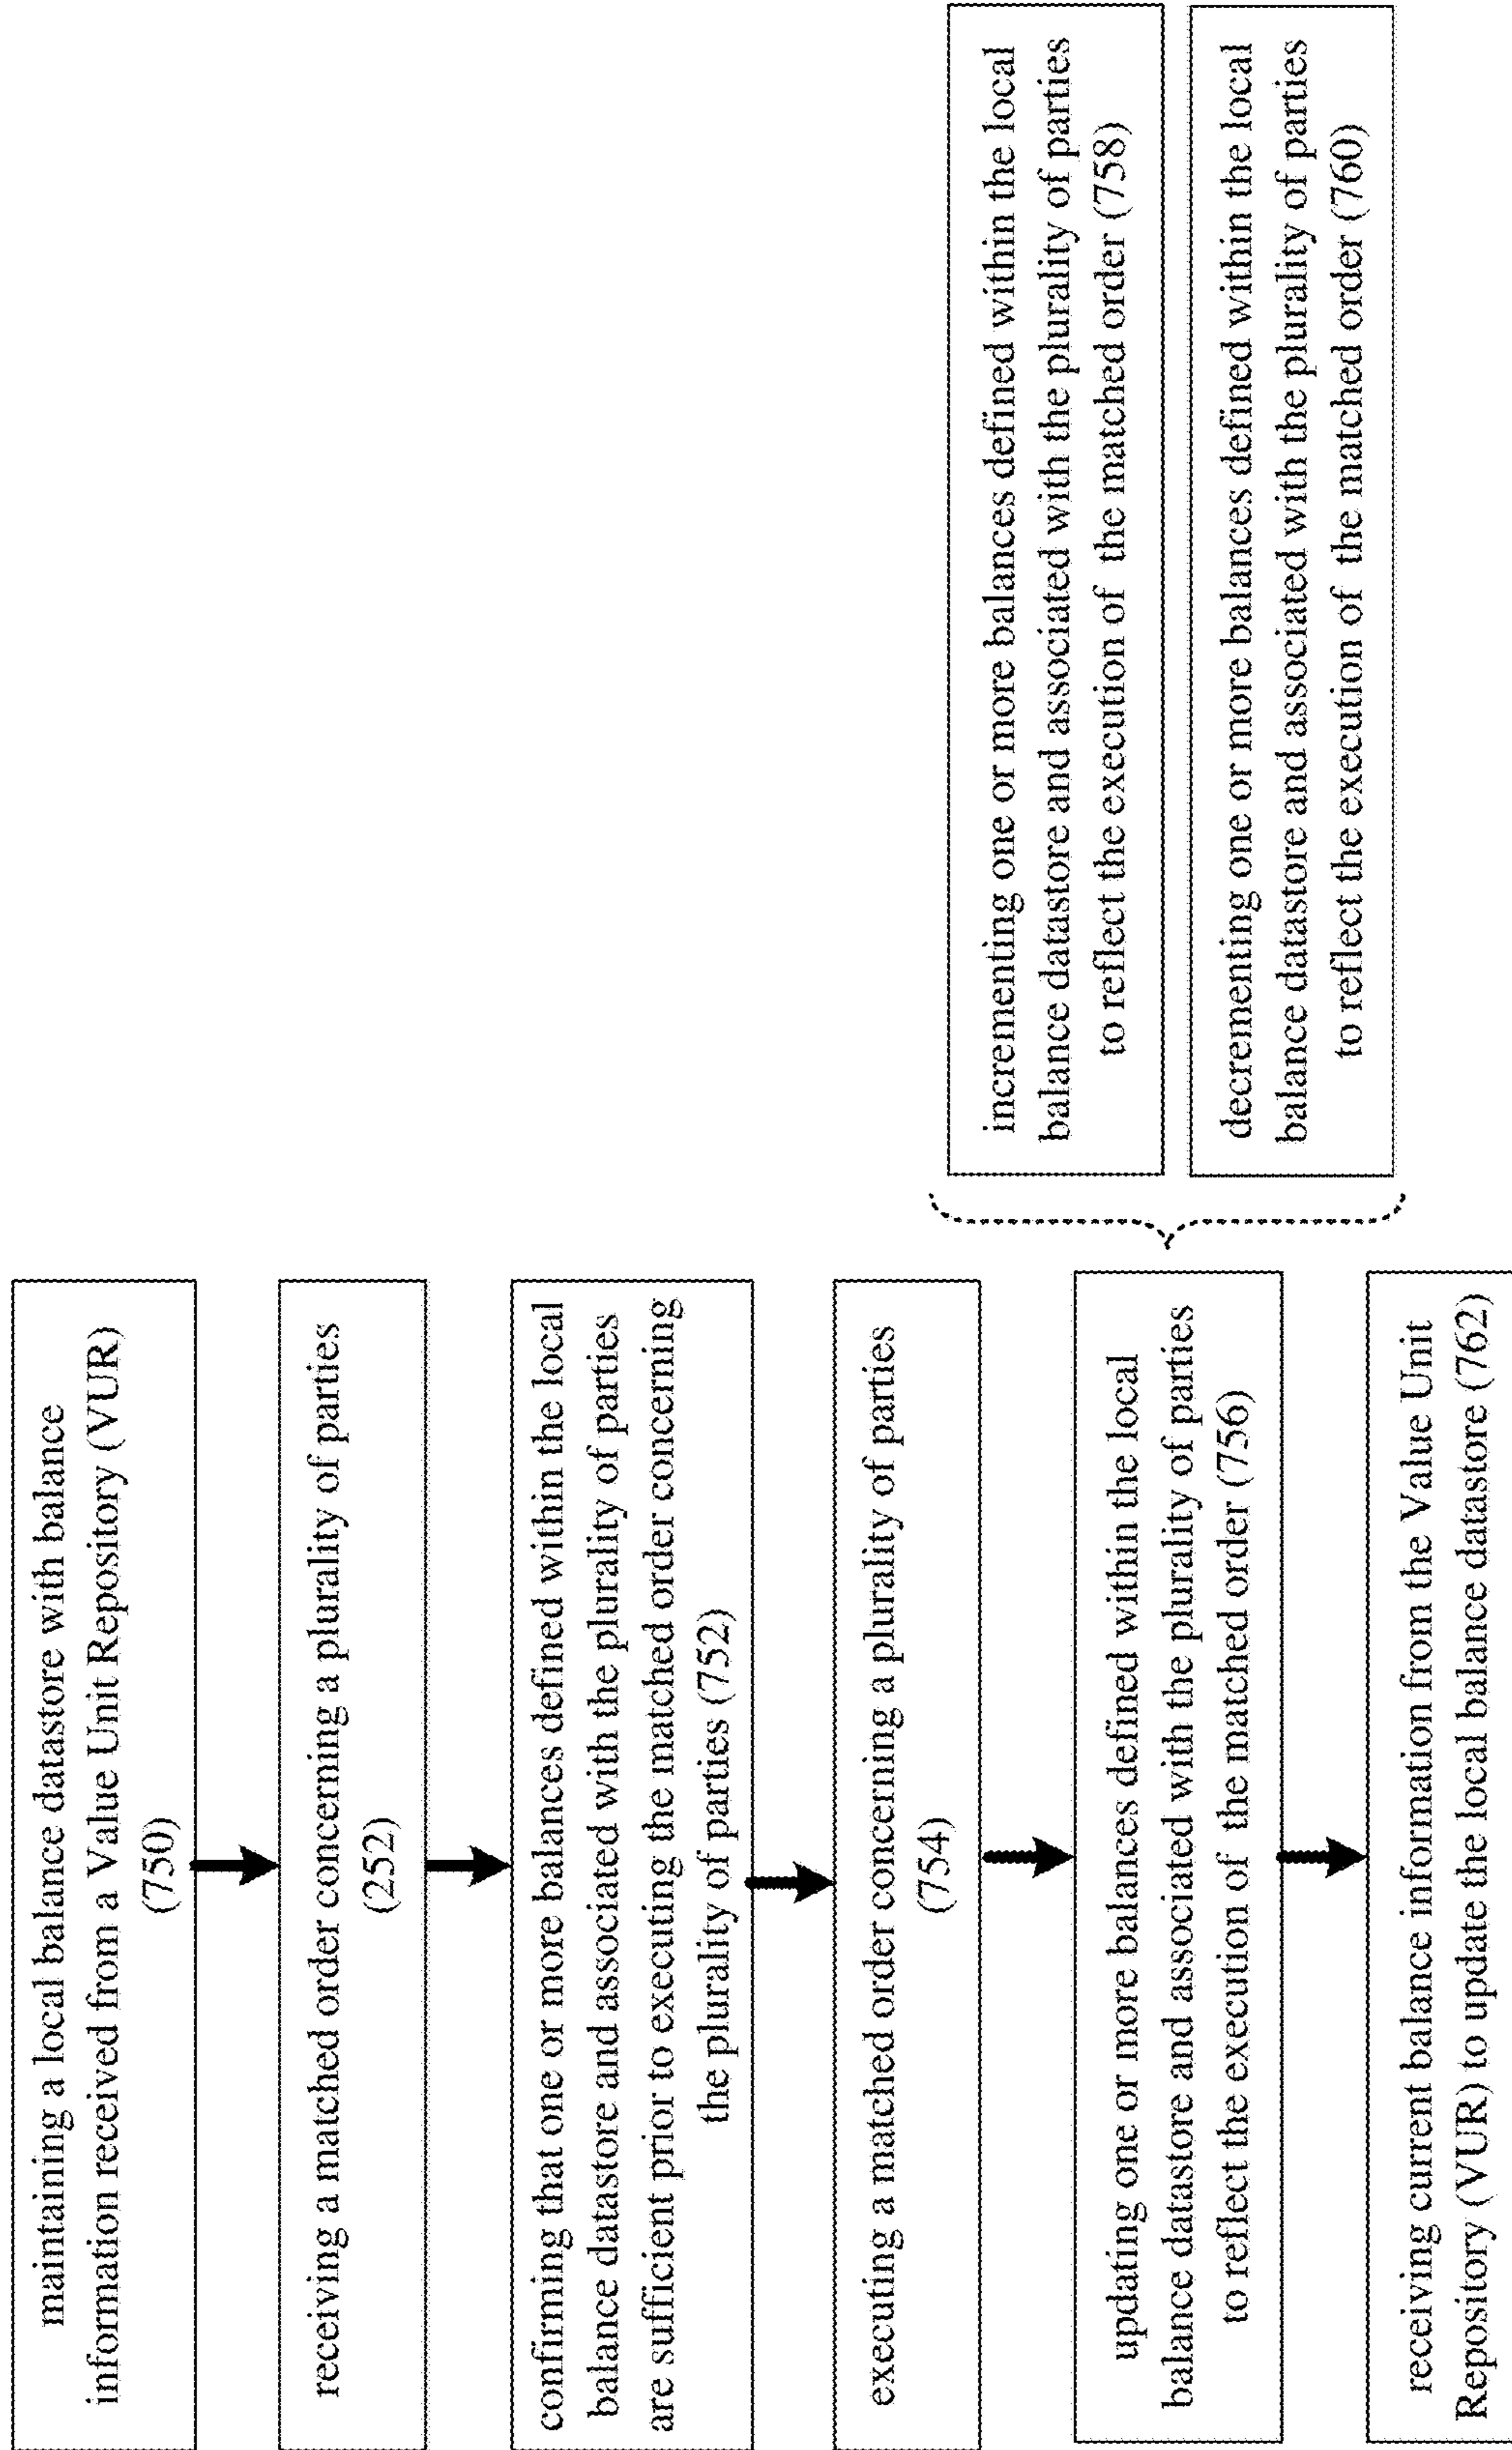 maintaining a local balance datastore with balance
information received from a Value Unit Repository (VUR)
(750)
receiving a matched order concerning a plurality of parties
(252)
confirming that one or more balances defined within the local
balance datastore and associated with the plurality of parties
are sufficient prior to executing the matched order concerning
the plurality of parties (752)
executing a matched order concerning a plurality of parties
(754)
updating one or more balances defined within the local
balance datastore and associated with the plurality of parties
to reflect the execution of the matched order (756)
incrementing one or more balances defined within the local
balance datastore and associated with the plurality of parties
to reflect the execution of the matched order (758)
decrementing one or more balances defined within the local
balance datastore and associated with the plurality of parties
to reflect the execution of the matched order (760)
receiving current balance information from the Value Unit
Repository (VUR) to update the local balance datastore (762)